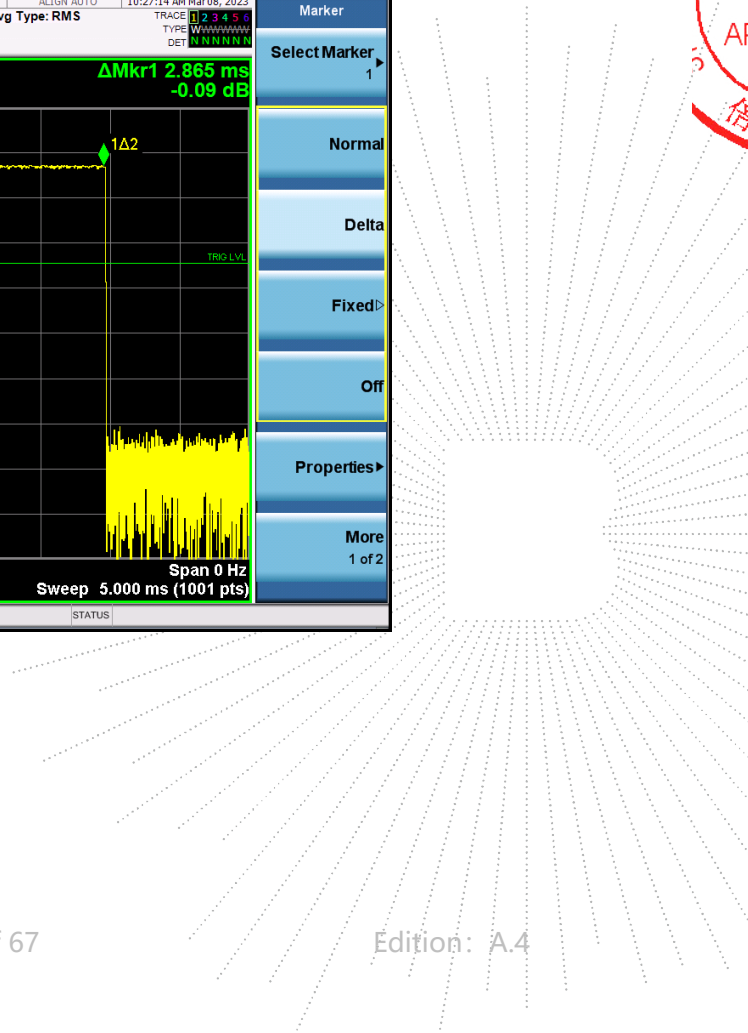 ALIGN AUTO
10:27:14 AM Mar 08, 2023
Marker
vg Type: RMS
TRACE 1 2 3 4 5 6
TYPE W
DET N N N N N N
Select Marker
1
ΔMkr1 2.865 ms
-0.09 dB
1Δ2
Normal
Delta
TRIG LVL
Fixed
Off
Properties
More
1 of 2
Span 0 Hz
Sweep 5.000 ms (1001 pts)
STATUS
67
Edition: A.4